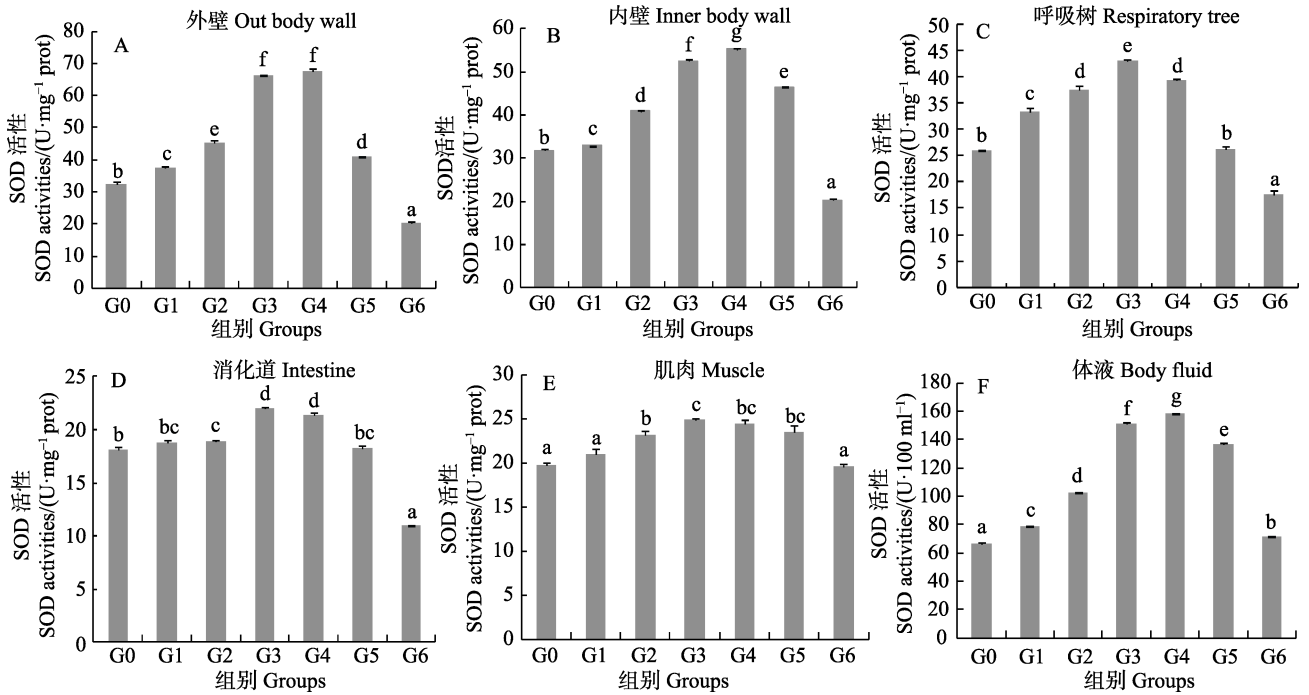 外壁 Out body wall
A
SOD 活性
SOD activities/(U·mg⁻¹ prot)
80
70
60
50
40
30
20
10
0
b
c
e
f
f
d
a
G0 G1 G2 G3 G4 G5 G6
组别 Groups
内壁 Inner body wall
B
SOD活性
SOD activities/(U·mg⁻¹ prot)
60
50
40
30
20
10
0
b
c
d
f
g
e
a
G0 G1 G2 G3 G4 G5 G6
组别 Groups
呼吸树 Respiratory tree
C
SOD 活性
SOD activities/(U·mg⁻¹ prot)
50
45
40
35
30
25
20
15
10
5
0
b
c
d
e
d
b
a
G0 G1 G2 G3 G4 G5 G6
组别 Groups
消化道 Intestine
D
SOD 活性
SOD activities/(U·mg⁻¹ prot)
25
20
15
10
5
0
b
bc
c
d
d
bc
a
G0 G1 G2 G3 G4 G5 G6
组别 Groups
肌肉 Muscle
E
SOD 活性
SOD activities/(U·mg⁻¹ prot)
30
25
20
15
10
5
0
a
a
b
c
bc
bc
a
G0 G1 G2 G3 G4 G5 G6
组别 Groups
体液 Body fluid
F
SOD 活性
SOD activities/(U·100 ml⁻¹)
180
160
140
120
100
80
60
40
20
0
a
c
d
f
g
e
b
G0 G1 G2 G3 G4 G5 G6
组别 Groups